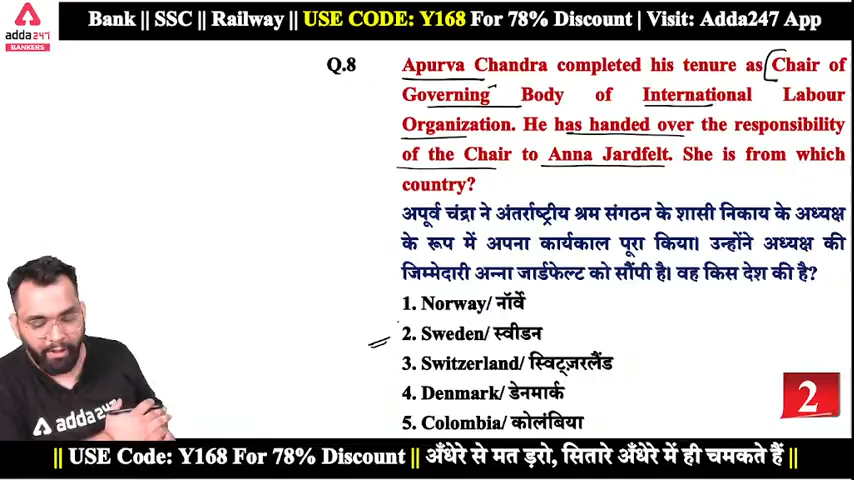 Bank || SSC || Railway || USE CODE: Y168 For 78% Discount | Visit: Adda247 App
adda247
BANKERS
Q.8
Apurva Chandra completed his tenure as Chair of
Governing Body of International Labour
Organization. He has handed over the responsibility
of the Chair to Anna Jardfelt. She is from which
country?
अपूर्व चंद्रा ने अंतर्राष्ट्रीय श्रम संगठन के शासी निकाय के अध्यक्ष
के रूप में अपना कार्यकाल पूरा किया। उन्होंने अध्यक्ष की
जिम्मेदारी अन्ना जार्डफेल्ट को सौंपी है। वह किस देश की है?
1. Norway/ नॉर्वे
2. Sweden/ स्वीडन
3. Switzerland/ स्विट्ज़रलैंड
4. Denmark/ डेनमार्क
5. Colombia/ कोलंबिया
2
adda247
|| USE Code: Y168 For 78% Discount || अँधेरे से मत ड़रो, सितारे अँधेरे में ही चमकते हैं ||